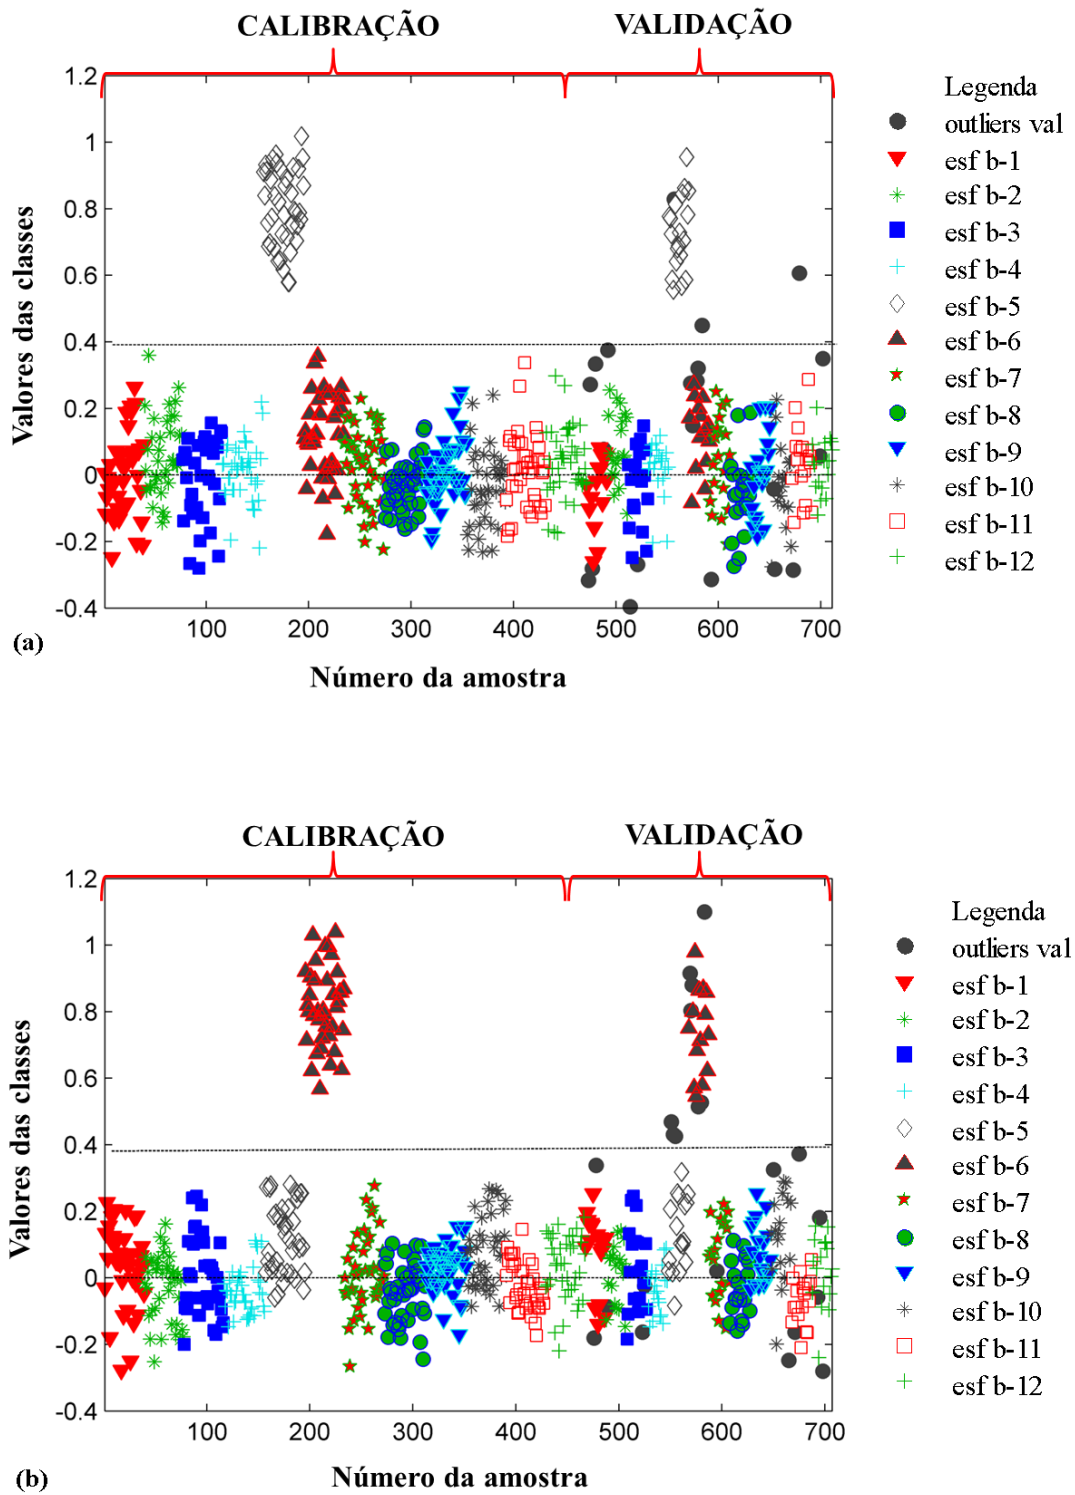 CALIBRAÇÃO
VALIDAÇÃO
1.2
1
0.8
0.6
0.4
0.2
0
-0.2
-0.4
Valores das classes
100
200
300
400
500
600
700
Número da amostra
(a)
Legenda
outliers val
esf b-1
esf b-2
esf b-3
esf b-4
esf b-5
esf b-6
esf b-7
esf b-8
esf b-9
esf b-10
esf b-11
esf b-12
CALIBRAÇÃO
VALIDAÇÃO
1.2
1
0.8
0.6
0.4
0.2
0
-0.2
-0.4
Valores das classes
100
200
300
400
500
600
700
Número da amostra
(b)
Legenda
outliers val
esf b-1
esf b-2
esf b-3
esf b-4
esf b-5
esf b-6
esf b-7
esf b-8
esf b-9
esf b-10
esf b-11
esf b-12